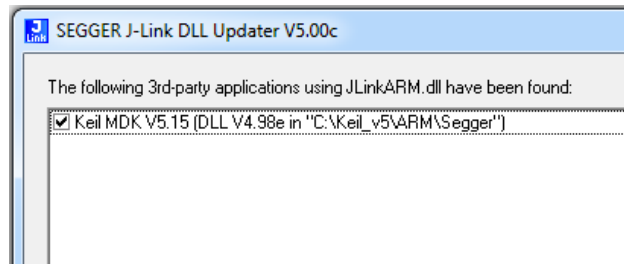 J
Link
SEGGER J-Link DLL Updater V5.00c
The following 3rd-party applications using JLinkARM.dll have been found:
Keil MDK V5.15 (DLL V4.98e in "C:\Keil_v5\ARM\Segger")